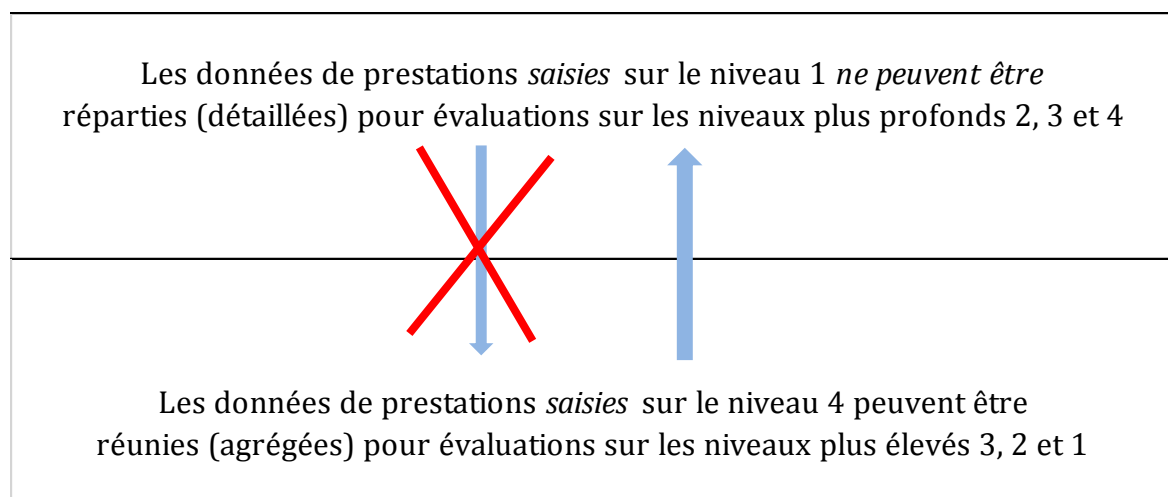 Les données de prestations saisies sur le niveau 1 ne peuvent être
réparties (détaillées) pour évaluations sur les niveaux plus profonds 2, 3 et 4
Les données de prestations saisies sur le niveau 4 peuvent être
réunies (agrégées) pour évaluations sur les niveaux plus élevés 3, 2 et 1